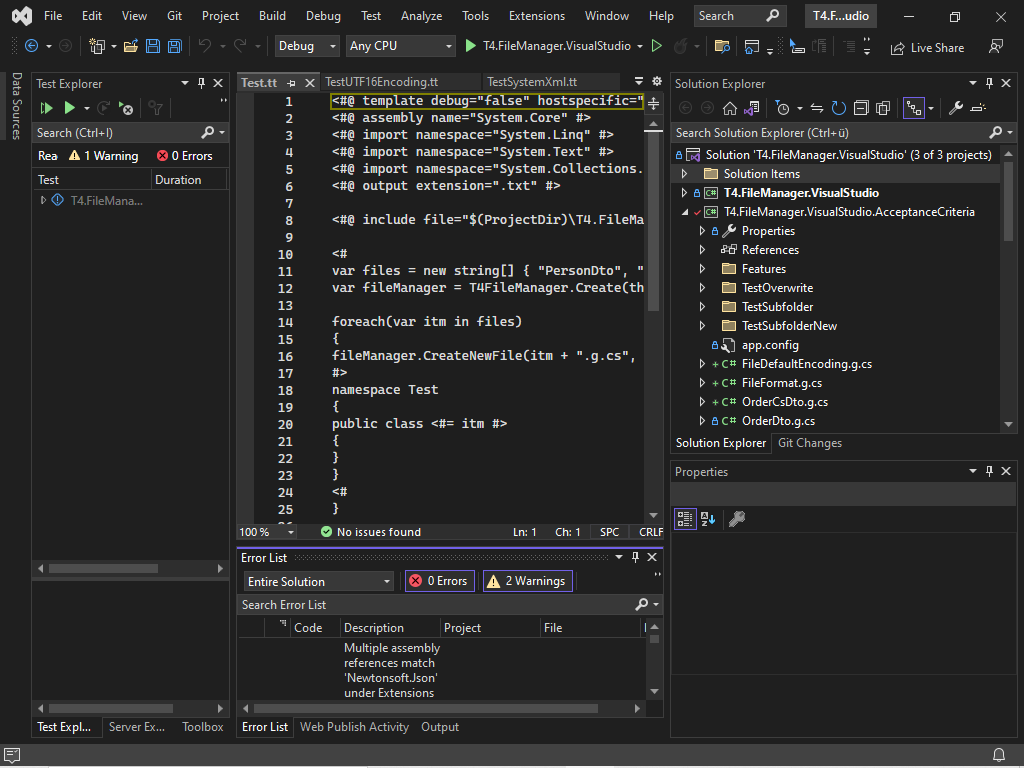 File Edit View Git Project Build Debug Test Analyze Tools Extensions Window Help Search T4.F...udio
Debug Any CPU T4.FileManager.VisualStudio Live Share
Data Sources
Test Explorer
Search (Ctrl+I)
Rea 1 Warning 0 Errors
Test Duration
T4.FileMana...
Test Expl... Server Ex... Toolbox
Test.tt TestUTF16Encoding.tt TestSystemXml.tt
1 <#@ template debug="false" hostspecific="
2 <#@ assembly name="System.Core" #>
3 <#@ import namespace="System.Linq" #>
4 <#@ import namespace="System.Text" #>
5 <#@ import namespace="System.Collections.
6 <#@ output extension=".txt" #>
7
8 <#@ include file="$(ProjectDir)\T4.FileMa
9
10 <#
11 var files = new string[] { "PersonDto", "
12 var fileManager = T4FileManager.Create(th
13
14 foreach(var itm in files)
15 {
16 fileManager.CreateNewFile(itm + ".g.cs",
17 #>
18 namespace Test
19 {
20 public class <#= itm #>
21 {
22 }
23 }
24 <#
25 }
100 % No issues found Ln: 1 Ch: 1 SPC CRLF
Error List
Entire Solution 0 Errors 2 Warnings
Search Error List
Code Description Project File
Multiple assembly
references match
'Newtonsoft.Json'
under Extensions
Error List Web Publish Activity Output
Solution Explorer
Search Solution Explorer (Ctrl+ü)
Solution 'T4.FileManager.VisualStudio' (3 of 3 projects)
Solution Items
C# T4.FileManager.VisualStudio
C# T4.FileManager.VisualStudio.AcceptanceCriteria
Properties
References
Features
TestOverwrite
TestSubfolder
TestSubfolderNew
app.config
+ C# FileDefaultEncoding.g.cs
+ C# FileFormat.g.cs
+ C# OrderCsDto.g.cs
C# OrderDto.g.cs
Solution Explorer Git Changes
Properties